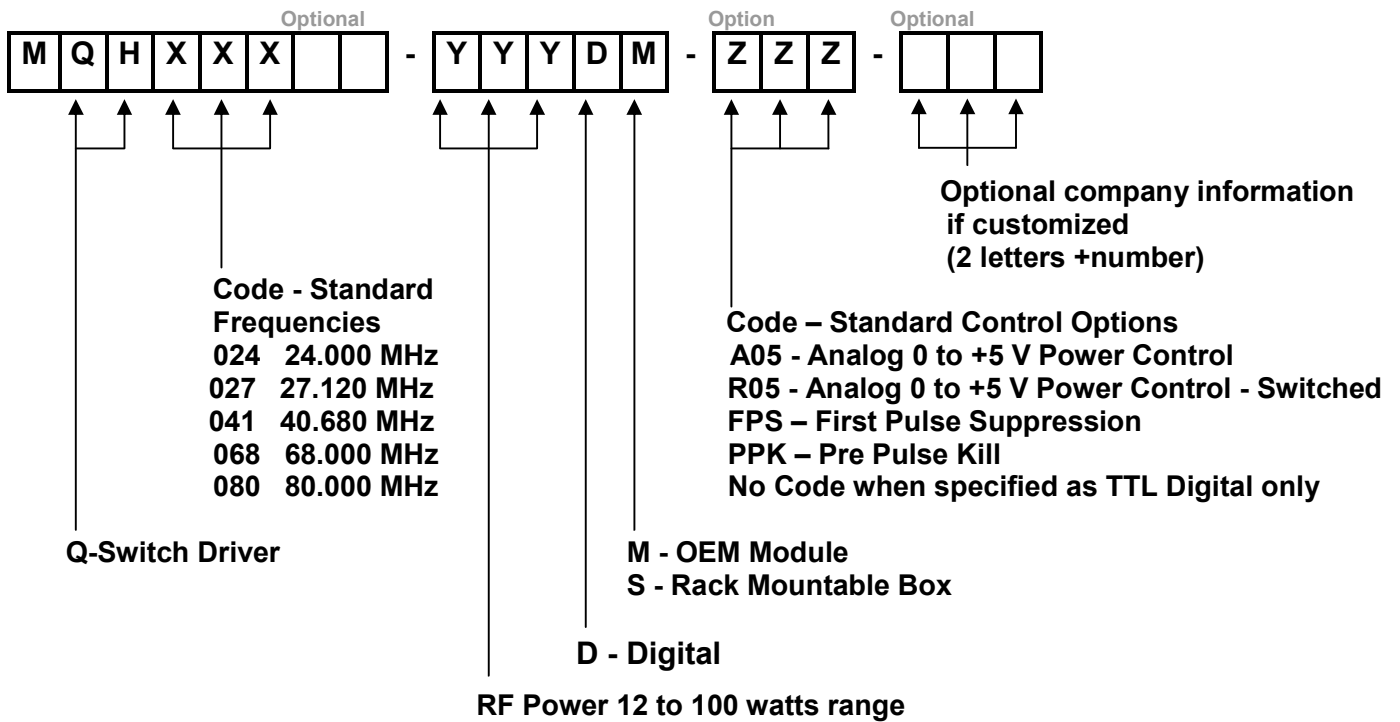 Optional Option Optional
M Q H X X X - Y Y Y D M - Z Z Z -
Optional company information
if customized
(2 letters +number)
Code - Standard
Frequencies
024 24.000 MHz
027 27.120 MHz
041 40.680 MHz
068 68.000 MHz
080 80.000 MHz
Code – Standard Control Options
A05 - Analog 0 to +5 V Power Control
R05 - Analog 0 to +5 V Power Control - Switched
FPS – First Pulse Suppression
PPK – Pre Pulse Kill
No Code when specified as TTL Digital only
Q-Switch Driver
M - OEM Module
S - Rack Mountable Box
D - Digital
RF Power 12 to 100 watts range